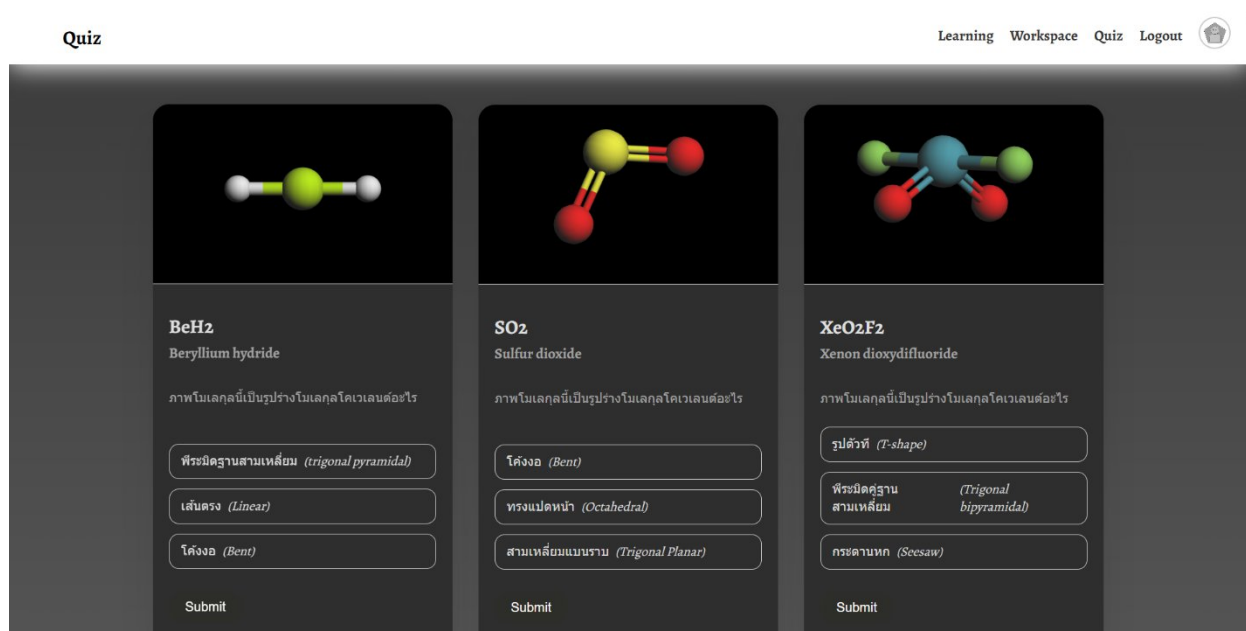 Quiz
Learning Workspace Quiz Logout
BeH2
Beryllium hydride
ภาพโมเลกุลนี้เป็นรูปร่างโมเลกุลโคเวเลนต์อะไร
พีระมิดฐานสามเหลี่ยม (trigonal pyramidal)
เส้นตรง (Linear)
โค้งงอ (Bent)
Submit
SO2
Sulfur dioxide
ภาพโมเลกุลนี้เป็นรูปร่างโมเลกุลโคเวเลนต์อะไร
โค้งงอ (Bent)
ทรงแปดหน้า (Octahedral)
สามเหลี่ยมแบนราบ (Trigonal Planar)
Submit
XeO2F2
Xenon dioxydifluoride
ภาพโมเลกุลนี้เป็นรูปร่างโมเลกุลโคเวเลนต์อะไร
รูปตัวที (T-shape)
พีระมิดคู่ฐาน (Trigonal
สามเหลี่ยม bipyramidal)
กระดานหก (Seesaw)
Submit